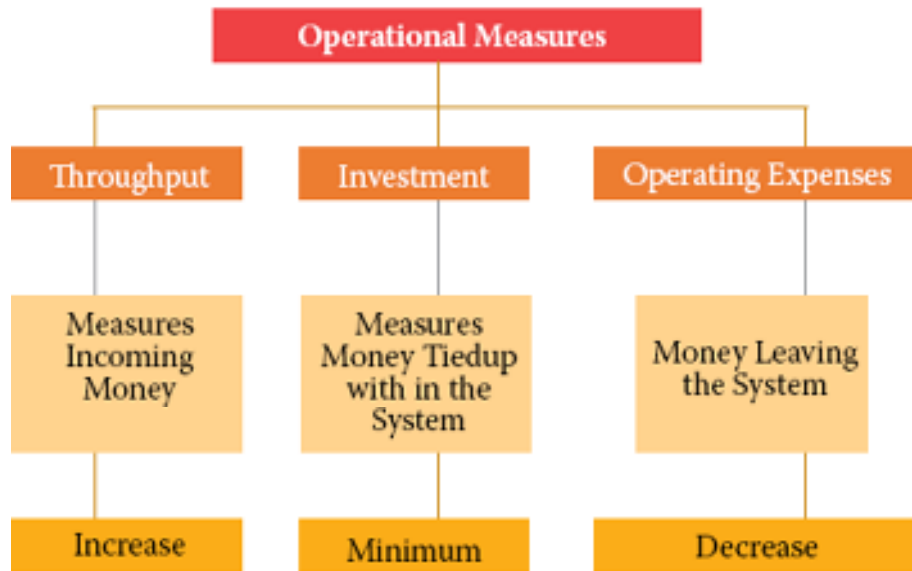 Operational Measures
Throughput
Investment
Operating Expenses
Measures
Incoming
Money
Measures
Money Tiedup
with in the
System
Money Leaving
the System
Increase
Minimum
Decrease